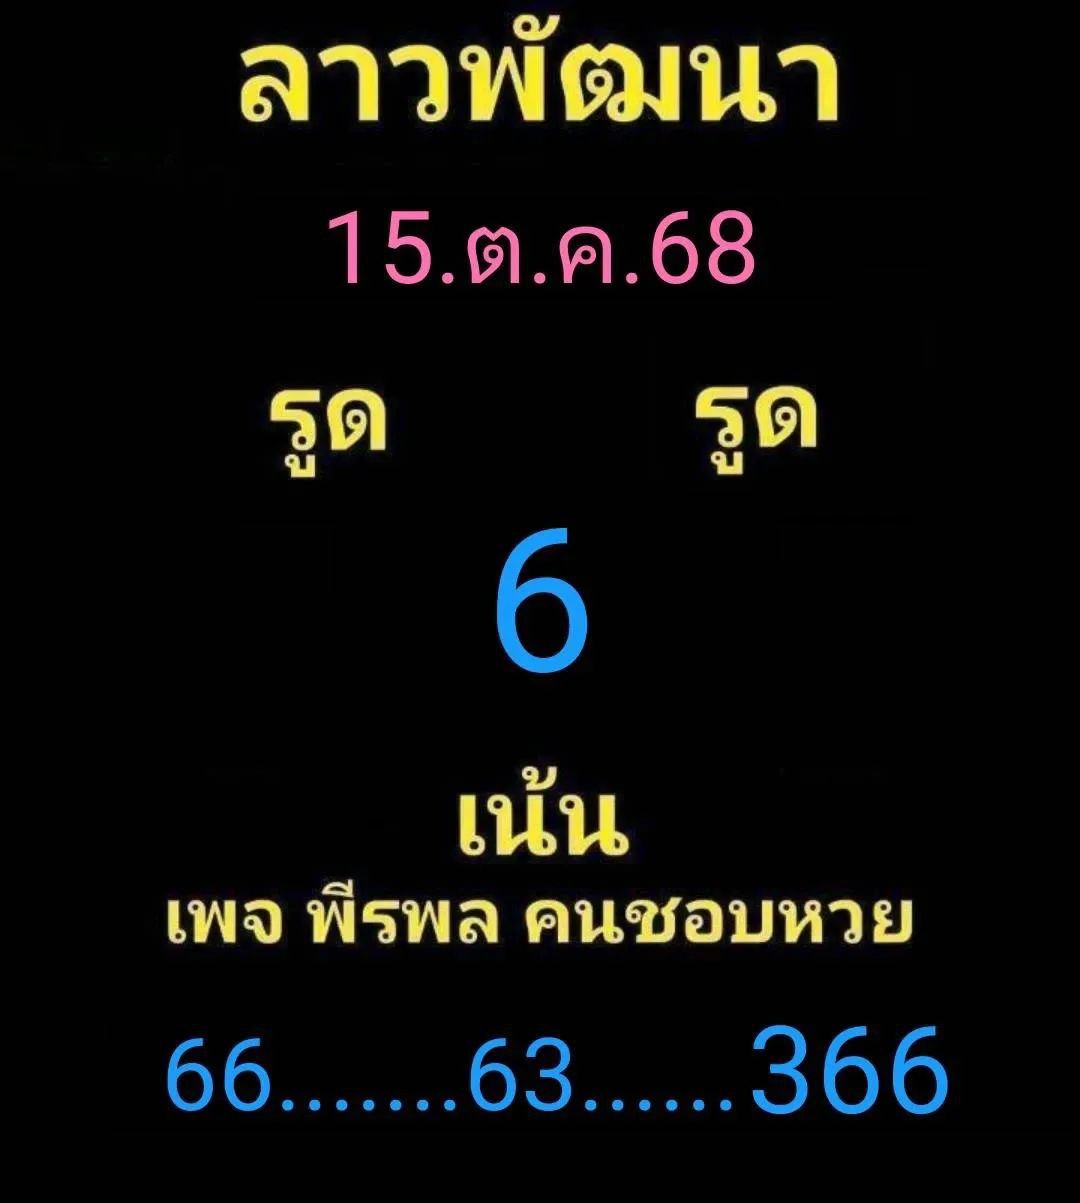 ลาวพัฒนา
15.ต.ค.68
รูด รูด
6
เน้น
เพจ พีรพล คนชอบหวย
66.......63......366